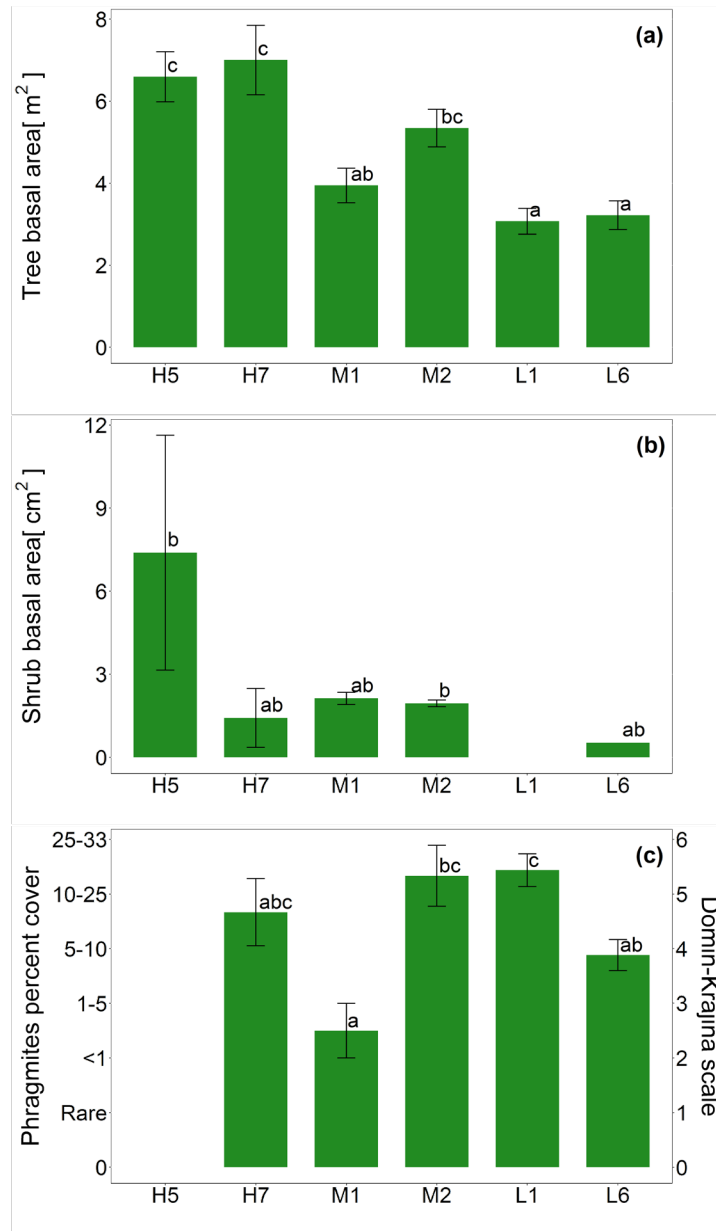 (a)
Tree basal area[ m2 ]
8
6
4
2
0
c
c
ab
bc
a
a
H5
H7
M1
M2
L1
L6
(b)
Shrub basal area[ cm2 ]
12
9
6
3
0
b
ab
ab
b
ab
H5
H7
M1
M2
L1
L6
(c)
Phragmites percent cover
25-33
10-25
5-10
1-5
<1
Rare
0
abc
a
bc
c
ab
6
5
4
3
2
1
0
Domin-Krajina scale
H5
H7
M1
M2
L1
L6